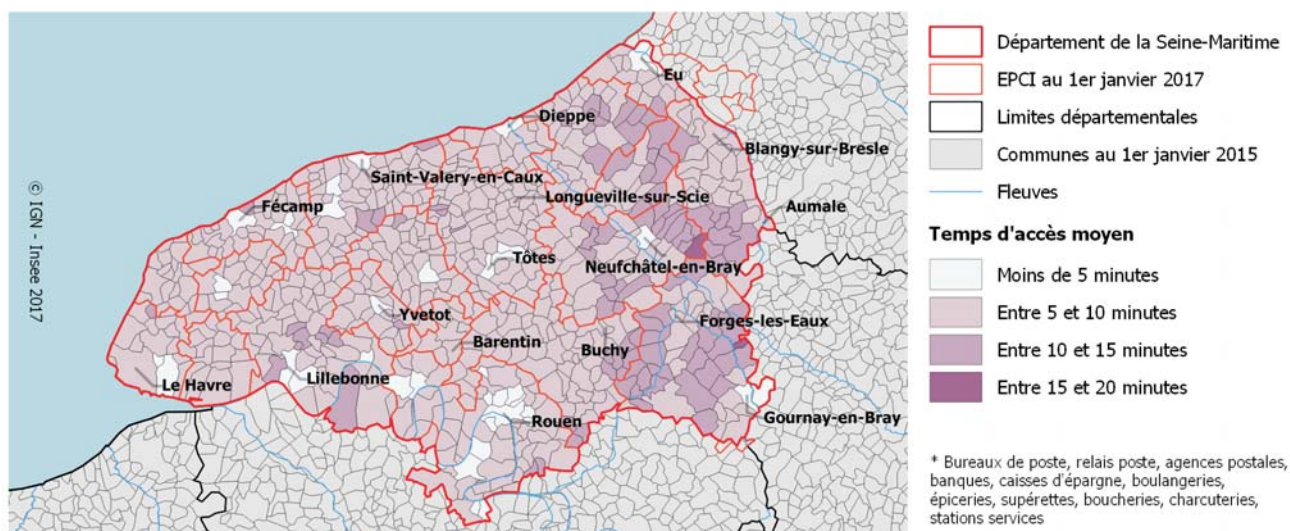 Eu
Dieppe
Blangy-sur-Bresle
Saint-Valery-en-Caux
Longueville-sur-Scie
Fécamp
Aumale
Tôtes
Neufchâtel-en-Bray
Yvetot
Forges-les-Eaux
Barentin
Buchy
Le Havre
Lillebonne
Rouen
Gournay-en-Bray
© IGN - Insee 2017
Département de la Seine-Maritime
EPCI au 1er janvier 2017
Limites départementales
Communes au 1er janvier 2015
Fleuves
Temps d'accès moyen
Moins de 5 minutes
Entre 5 et 10 minutes
Entre 10 et 15 minutes
Entre 15 et 20 minutes
* Bureaux de poste, relais poste, agences postales,
banques, caisses d'épargne, boulangeries,
épiceries, supérettes, boucheries, charcuteries,
stations services